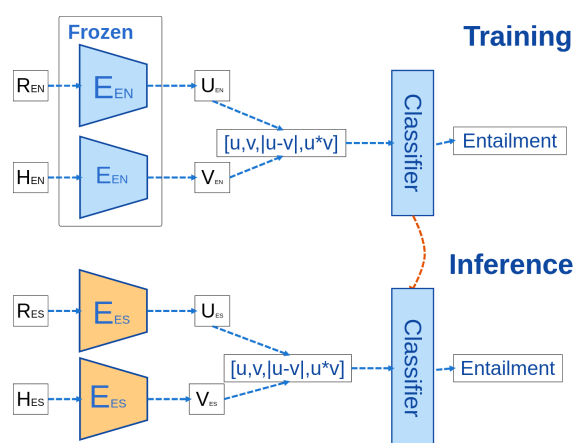 Training
Frozen
R EN
E EN
U EN
[u,v,|u-v|,u*v]
Classifier
Entailment
H EN
E EN
V EN
Inference
R ES
E ES
U ES
[u,v,|u-v|,u*v]
Classifier
Entailment
H ES
E ES
V ES